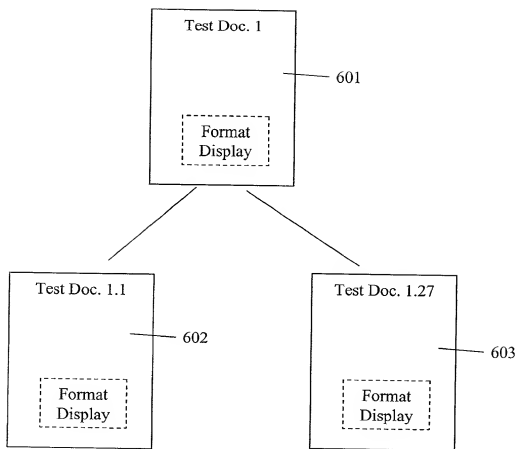 Test Doc. 1
601
Format
Display
Test Doc. 1.1
602
Format
Display
Test Doc. 1.27
603
Format
Display